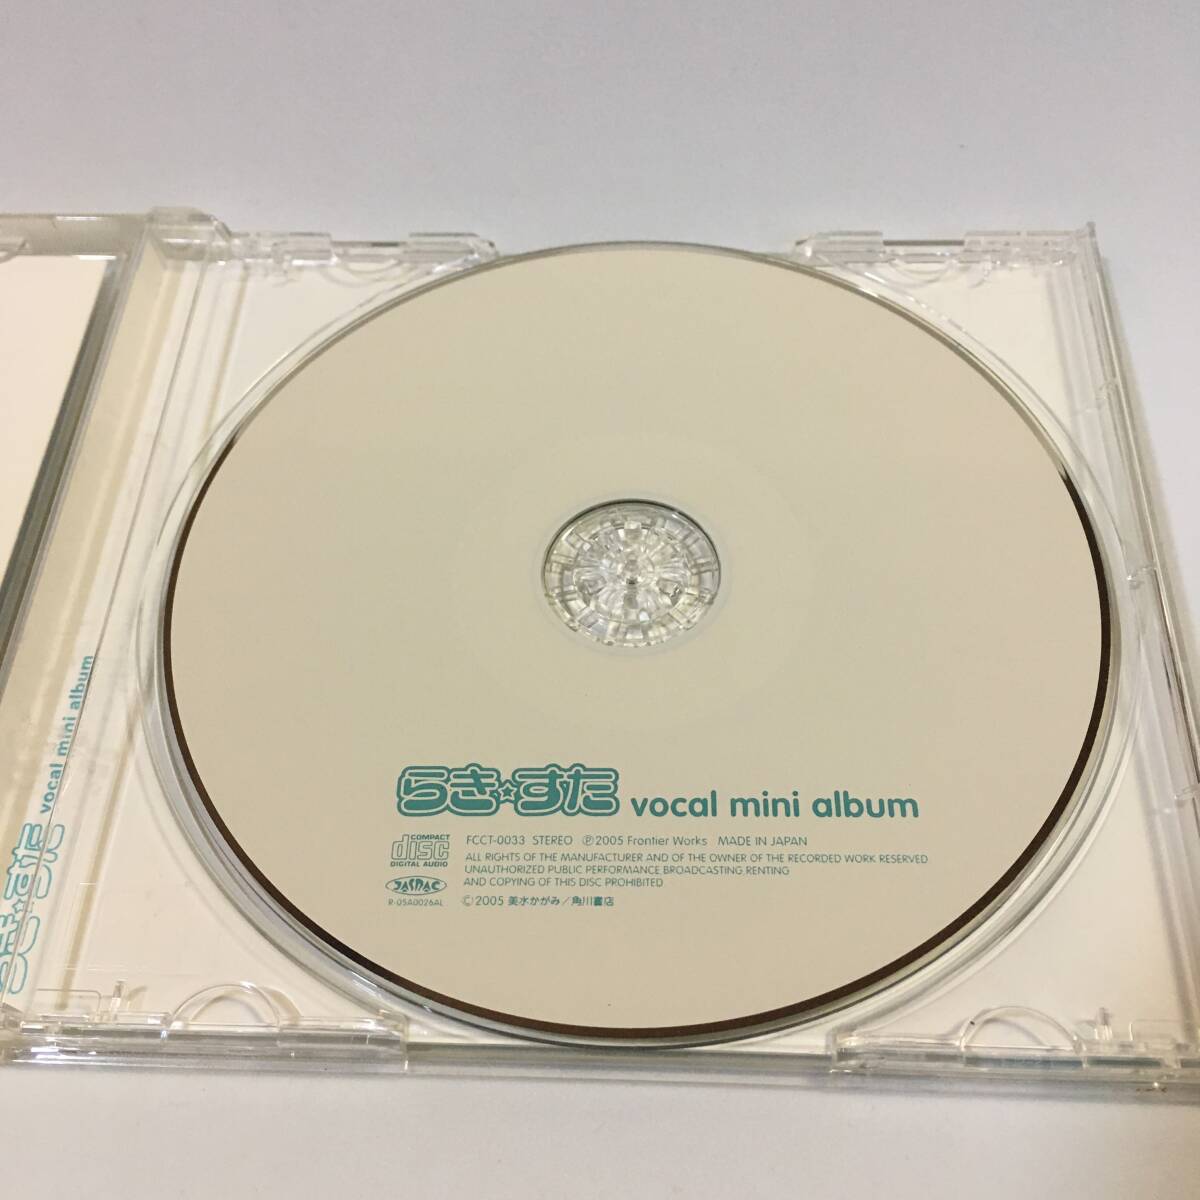 らき☆すた vocal mini album
COMPACT
disc
DIGITAL AUDIO
FCCT-0033 STEREO Ⓟ2005 Frontier Works MADE IN JAPAN
ALL RIGHTS OF THE MANUFACTURER AND OF THE OWNER OF THE RECORDED WORK RESERVED
UNAUTHORIZED PUBLIC PERFORMANCE BROADCASTING,RENTING
AND COPYING OF THIS DISC PROHIBITED
JASRAC
R-05A0026AL
©2005 美水かがみ／角川書店
らき☆すた vocal mini album